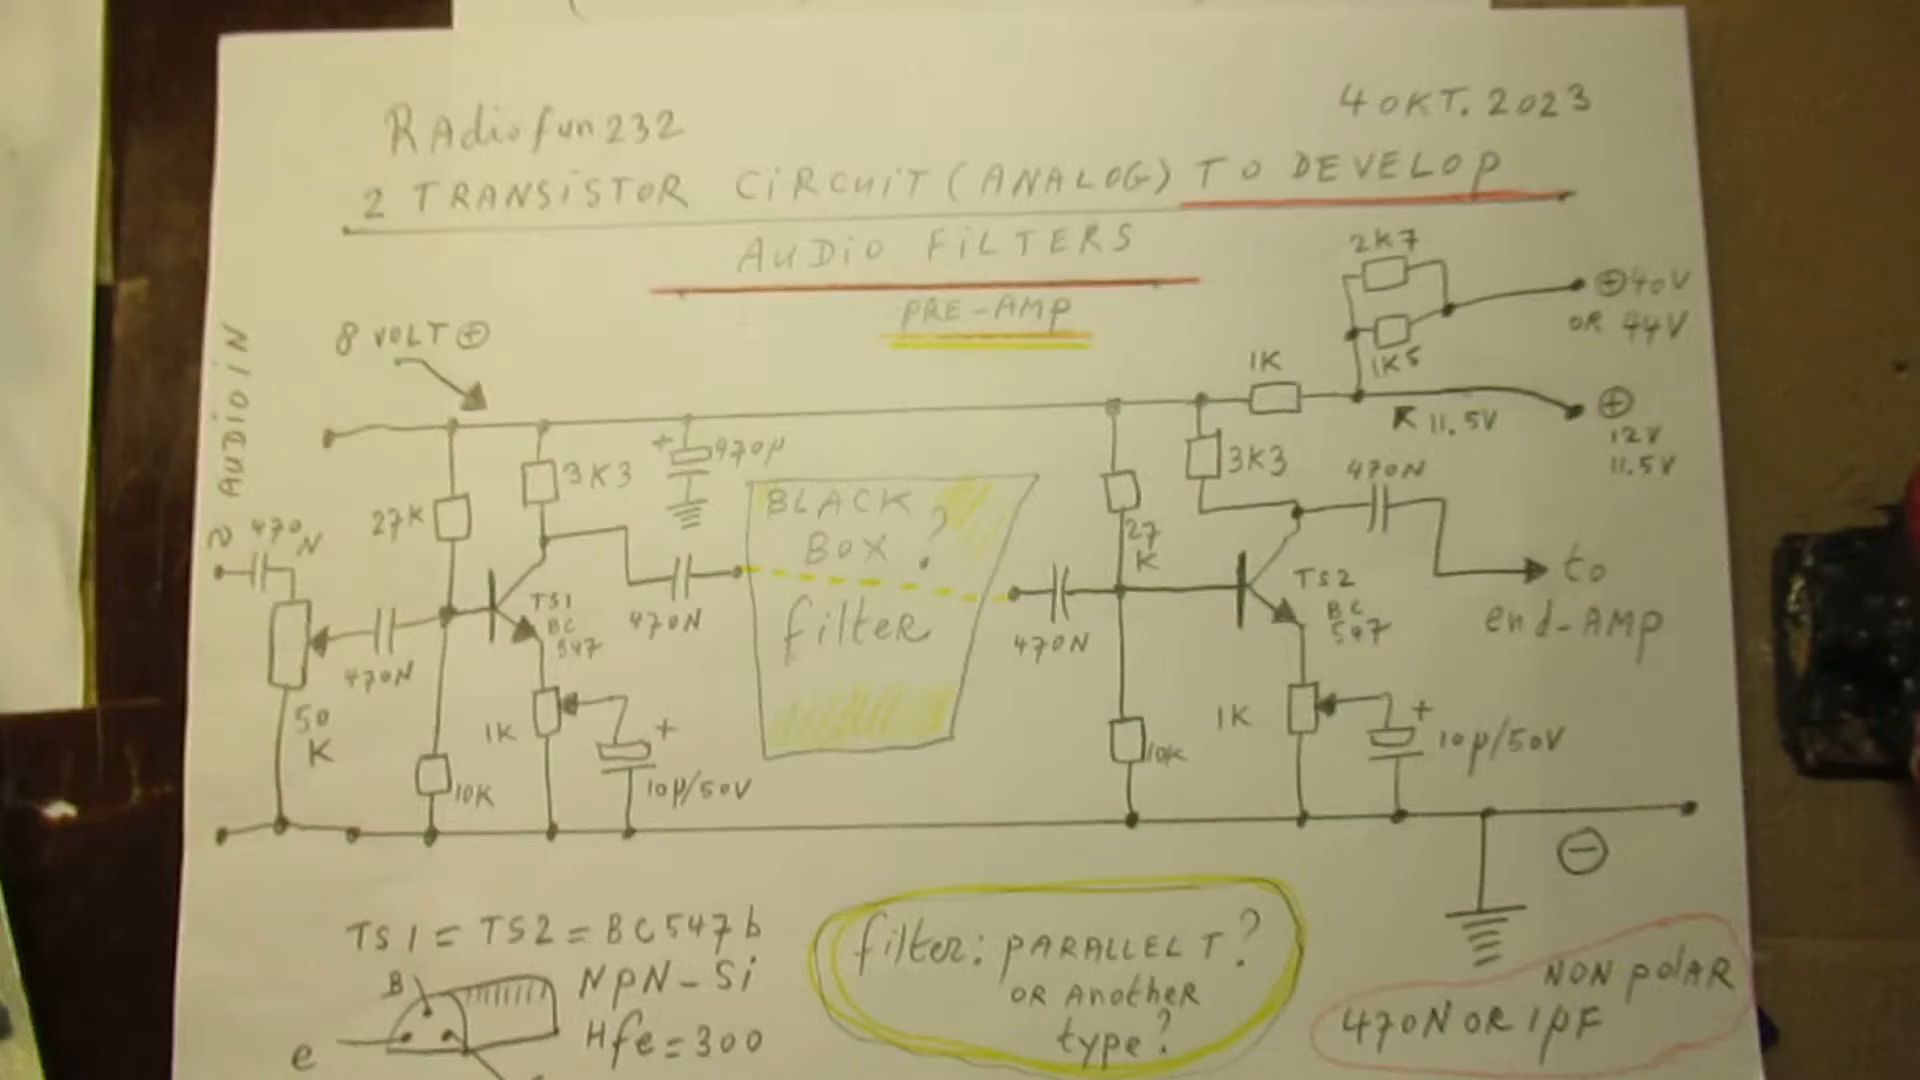 RAdiofun232
4 OKT. 2023
2 TRANSiSTOR CiRCUiT (ANALOG) TO DEVELOP
AUDiO FiLTERS
PRE-AMP
8 VOLT ⊕
AUDIO IN
2K7
⊕ 40V
OR 44V
1K5
1K
R 11.5V
⊕
12V
11.5V
~ 470N
27K
3K3
+ 470µ
BLACK
BOX ?
filter
27
K
3K3
470N
50
K
470N
TS1
BC
547
470N
470N
TS2
BC
547
to
end-AMP
10K
1K
+
10µ/50V
10K
1K
+
10µ/50V
⊖
TS1 = TS2 = BC547b
NPN-Si
Hfe=300
B
e
filter: PARALLEL T?
OR ANother
type?
NON polAR
470N OR 1µF